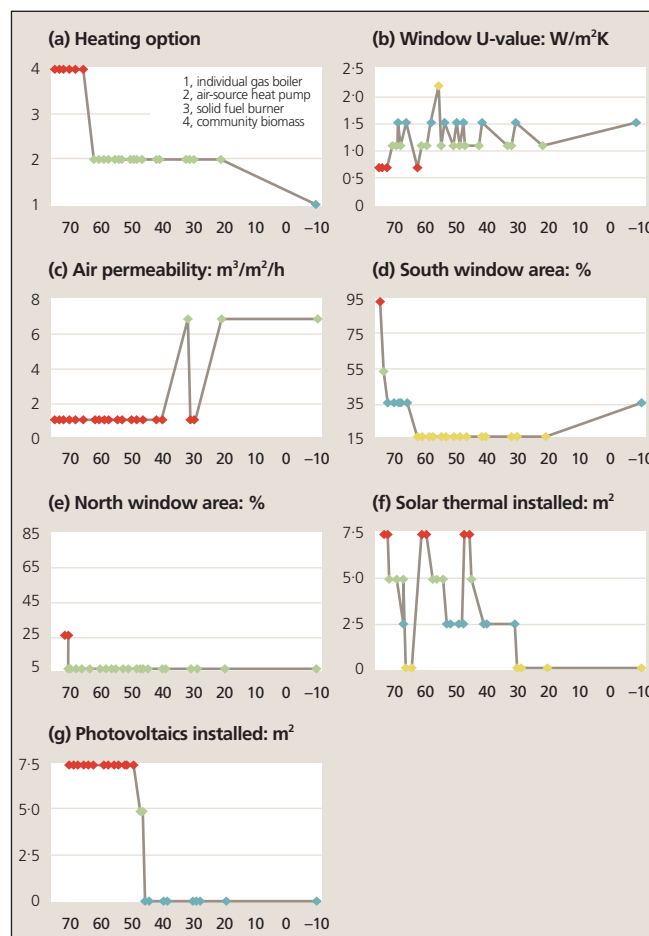 (a) Heating option
4
3
2
1
1, individual gas boiler
2, air-source heat pump
3, solid fuel burner
4, community biomass
70 60 50 40 30 20 10 0 –10
(b) Window U-value: W/m²K
2·5
2·0
1·5
1·0
0·5
0
70 60 50 40 30 20 10 0 –10
(c) Air permeability: m³/m²/h
8
6
4
2
0
70 60 50 40 30 20 10 0 –10
(d) South window area: %
95
75
55
35
15
70 60 50 40 30 20 10 0 –10
(e) North window area: %
85
65
45
25
5
70 60 50 40 30 20 10 0 –10
(f) Solar thermal installed: m²
7·5
5·0
2·5
0
70 60 50 40 30 20 10 0 –10
(g) Photovoltaics installed: m²
7·5
5·0
2·5
0
70 60 50 40 30 20 10 0 –10